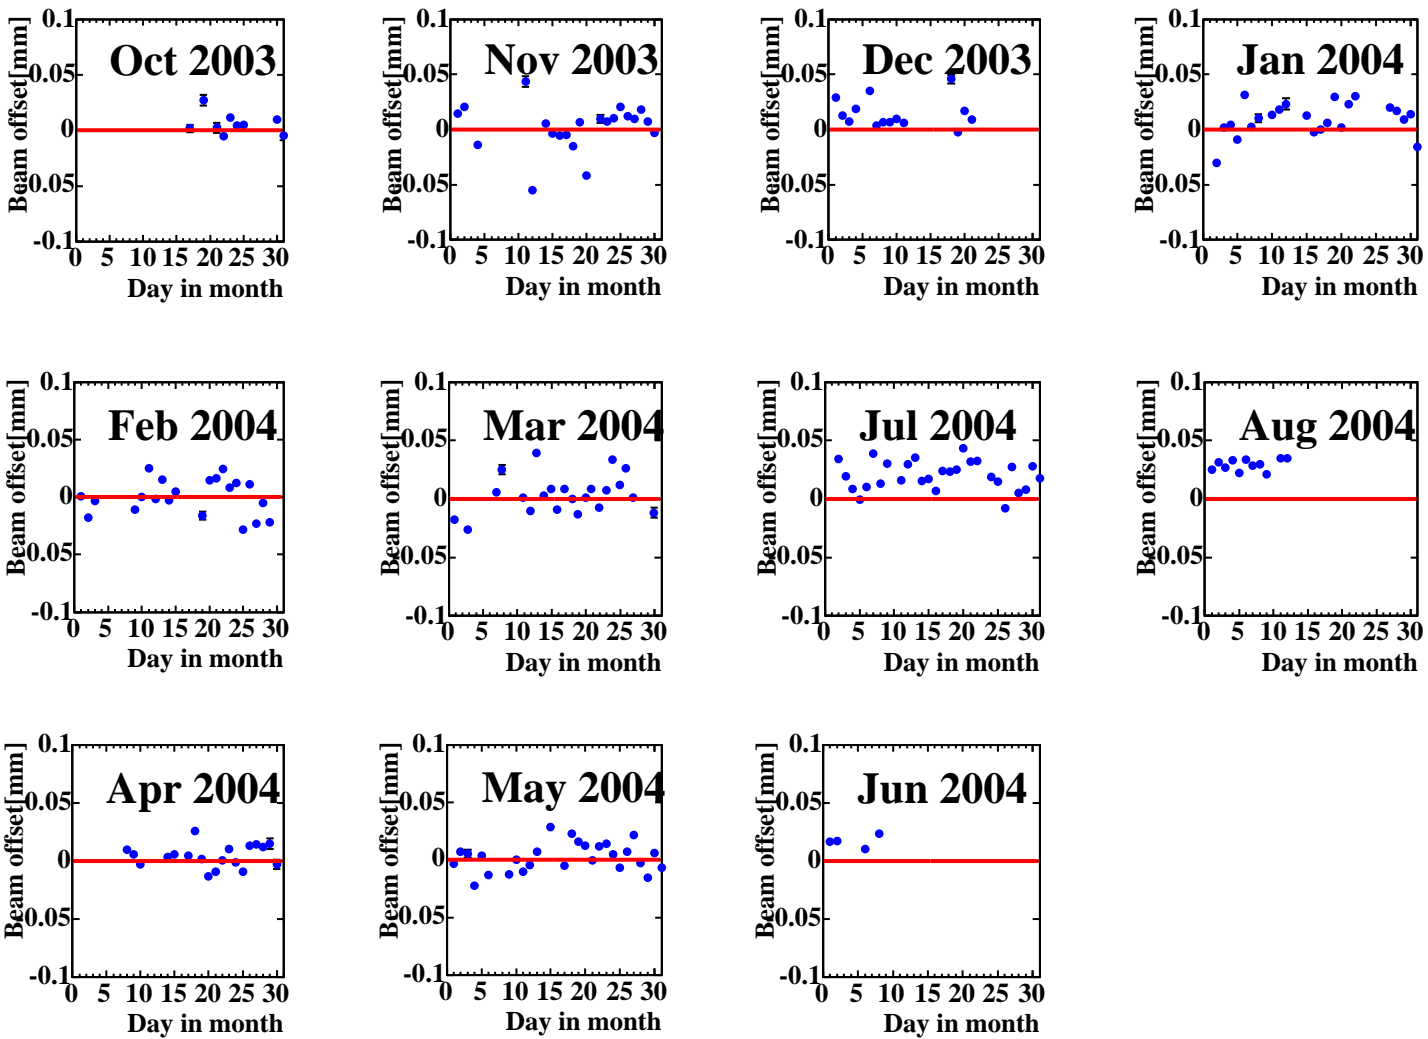 Oct 2003
Beam offset[mm]
0.1
0.05
0
-0.05
-0.1
0 5 10 15 20 25 30
Day in month
Nov 2003
Beam offset[mm]
0.1
0.05
0
-0.05
-0.1
0 5 10 15 20 25 30
Day in month
Dec 2003
Beam offset[mm]
0.1
0.05
0
-0.05
-0.1
0 5 10 15 20 25 30
Day in month
Jan 2004
Beam offset[mm]
0.1
0.05
0
-0.05
-0.1
0 5 10 15 20 25 30
Day in month
Feb 2004
Beam offset[mm]
0.1
0.05
0
-0.05
-0.1
0 5 10 15 20 25 30
Day in month
Mar 2004
Beam offset[mm]
0.1
0.05
0
-0.05
-0.1
0 5 10 15 20 25 30
Day in month
Jul 2004
Beam offset[mm]
0.1
0.05
0
-0.05
-0.1
0 5 10 15 20 25 30
Day in month
Aug 2004
Beam offset[mm]
0.1
0.05
0
-0.05
-0.1
0 5 10 15 20 25 30
Day in month
Apr 2004
Beam offset[mm]
0.1
0.05
0
-0.05
-0.1
0 5 10 15 20 25 30
Day in month
May 2004
Beam offset[mm]
0.1
0.05
0
-0.05
-0.1
0 5 10 15 20 25 30
Day in month
Jun 2004
Beam offset[mm]
0.1
0.05
0
-0.05
-0.1
0 5 10 15 20 25 30
Day in month